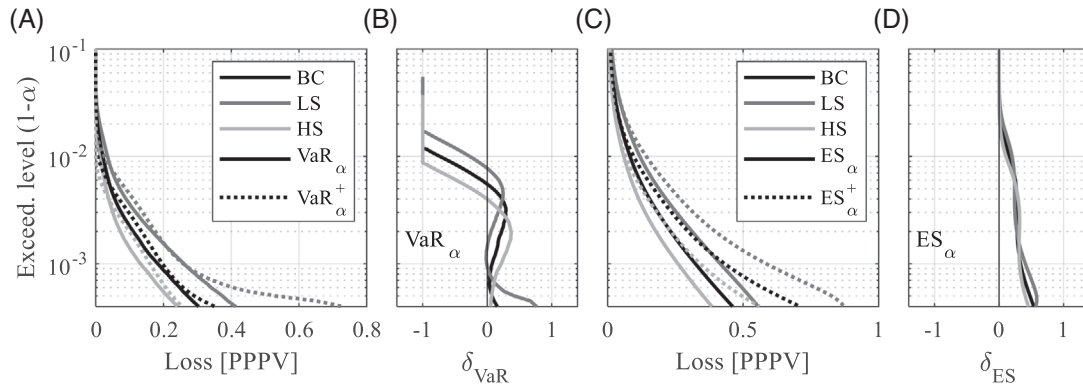 (A)
(B)
(C)
(D)
Exceed. level (1-α)
10^-1
10^-2
10^-3
BC
LS
HS
VaR_α
VaR_α^+
0 0.2 0.4 0.6 0.8
Loss [PPPV]
VaR_α
-1 0 1
δ_VaR
BC
LS
HS
ES_α
ES_α^+
0 0.5 1
Loss [PPPV]
ES_α
-1 0 1
δ_ES